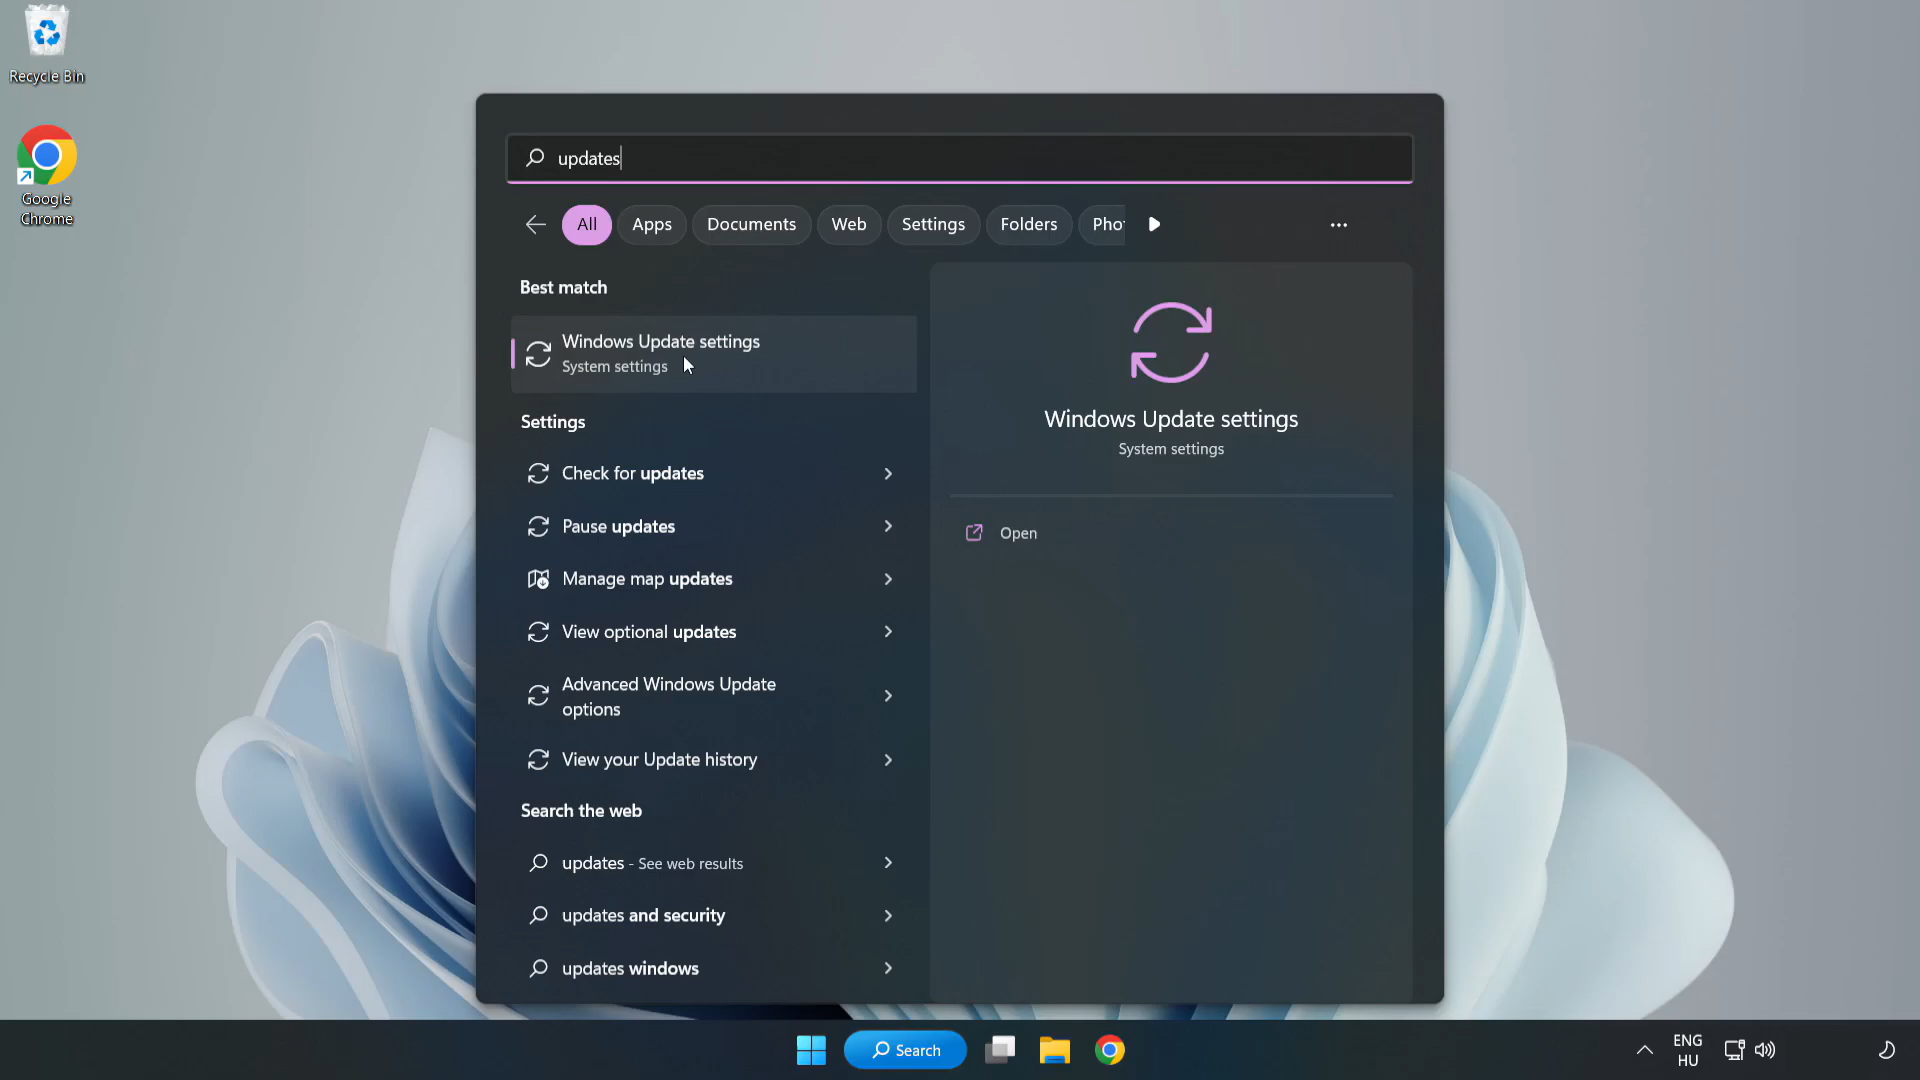 Recycle Bin
Google
Chrome
updates
All
Apps
Documents
Web
Settings
Folders
Best match
Windows Update settings
System settings
Settings
Check for updates
Pause updates
Manage map updates
View optional updates
Advanced Windows Update
options
View your Update history
Search the web
updates - See web results
updates and security
updates windows
Windows Update settings
System settings
Open
Search
ENG
HU